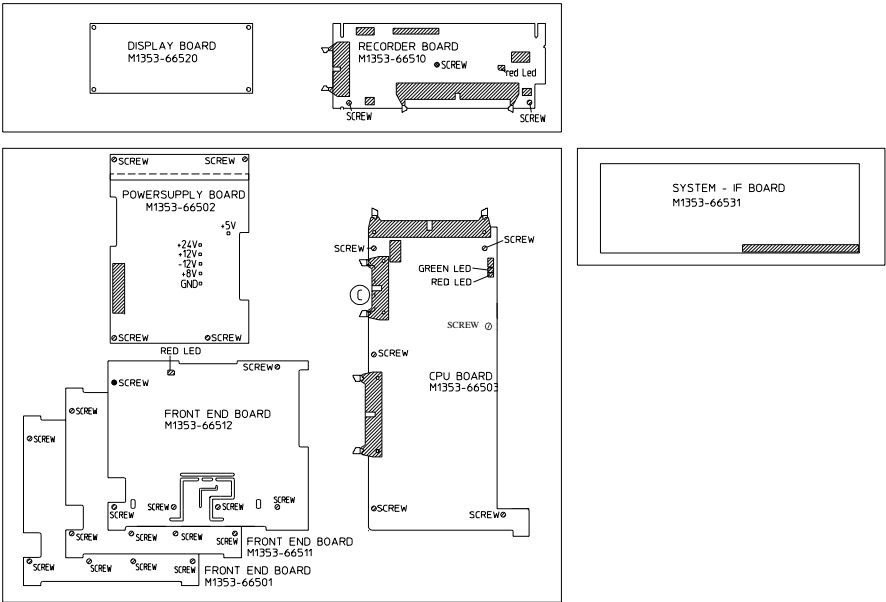 DISPLAY BOARD
M1353-66520
RECORDER BOARD
M1353-66510
SCREW
red Led
SCREW
SCREW
SCREW
SCREW
POWERSUPPLY BOARD
M1353-66502
+5V
+24V
+12V
-12V
+8V
GND
SCREW
SCREW
SCREW
SCREW
GREEN LED
RED LED
C
SCREW
SCREW
CPU BOARD
M1353-66503
SCREW
SCREW
SYSTEM - IF BOARD
M1353-66531
RED LED
SCREW
SCREW
FRONT END BOARD
M1353-66512
SCREW
SCREW
SCREW
SCREW
SCREW
SCREW
SCREW
SCREW
SCREW
SCREW
FRONT END BOARD
M1353-66511
SCREW
SCREW
SCREW
SCREW
FRONT END BOARD
M1353-66501